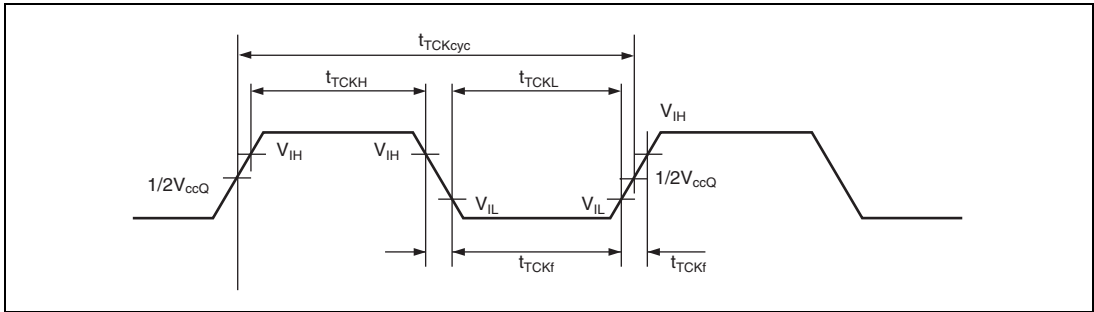 tTCKcyc
tTCKH
tTCKL
VIH
VIH
VIH
1/2VccQ
1/2VccQ
VIL
VIL
tTCKf
tTCKf